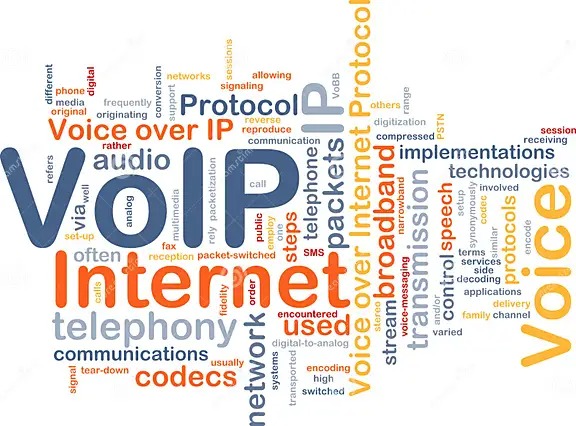 different
phone
digital
media
original
frequently
originating
conversion
support
networks
sessions
signaling
allowing
Protocol
IP
VoBB
Voice over Internet Protocol
others
range
digitization
PSTN
compressed
Voice over IP
reverse
reproduce
communication
rather
refers
VoIP
audio
via
well
analog
multimedia
rely
packetization
call
public
employ
one
steps
telephone
SMS
packets
broadband
narrowband
implementations
technologies
session
receiving
set-up
often
fax
reception
packet-switched
Internet
calls
fidelity
order
stereo
stream
voice-messaging
transmission
and/or
control
speech
setup
synonymously
codec
involved
similar
protocols
encode
Voice
terms
services
side
decoding
applications
delivery
family
channel
varied
telephony
communications
signal
tear-down
usually
codecs
network
systems
encountered
used
digital-to-analog
transported
encoding
high
switched